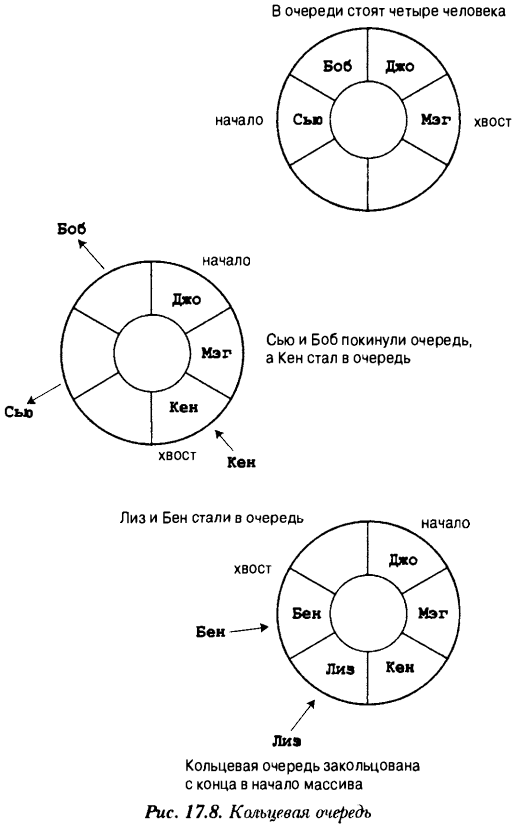 В очереди стоят четыре человека
Боб
Джо
начало
Сью
Мэг
хвост
Боб
начало
Джо
Мэг
Сью и Боб покинули очередь,
а Кен стал в очередь
Сью
Кен
хвост
Кен
Лиз и Бен стали в очередь
начало
Джо
хвост
Бен
Мэг
Бен
Лиз
Кен
Лиз
Кольцевая очередь закольцована
с конца в начало массива
Рис. 17.8. Кольцевая очередь